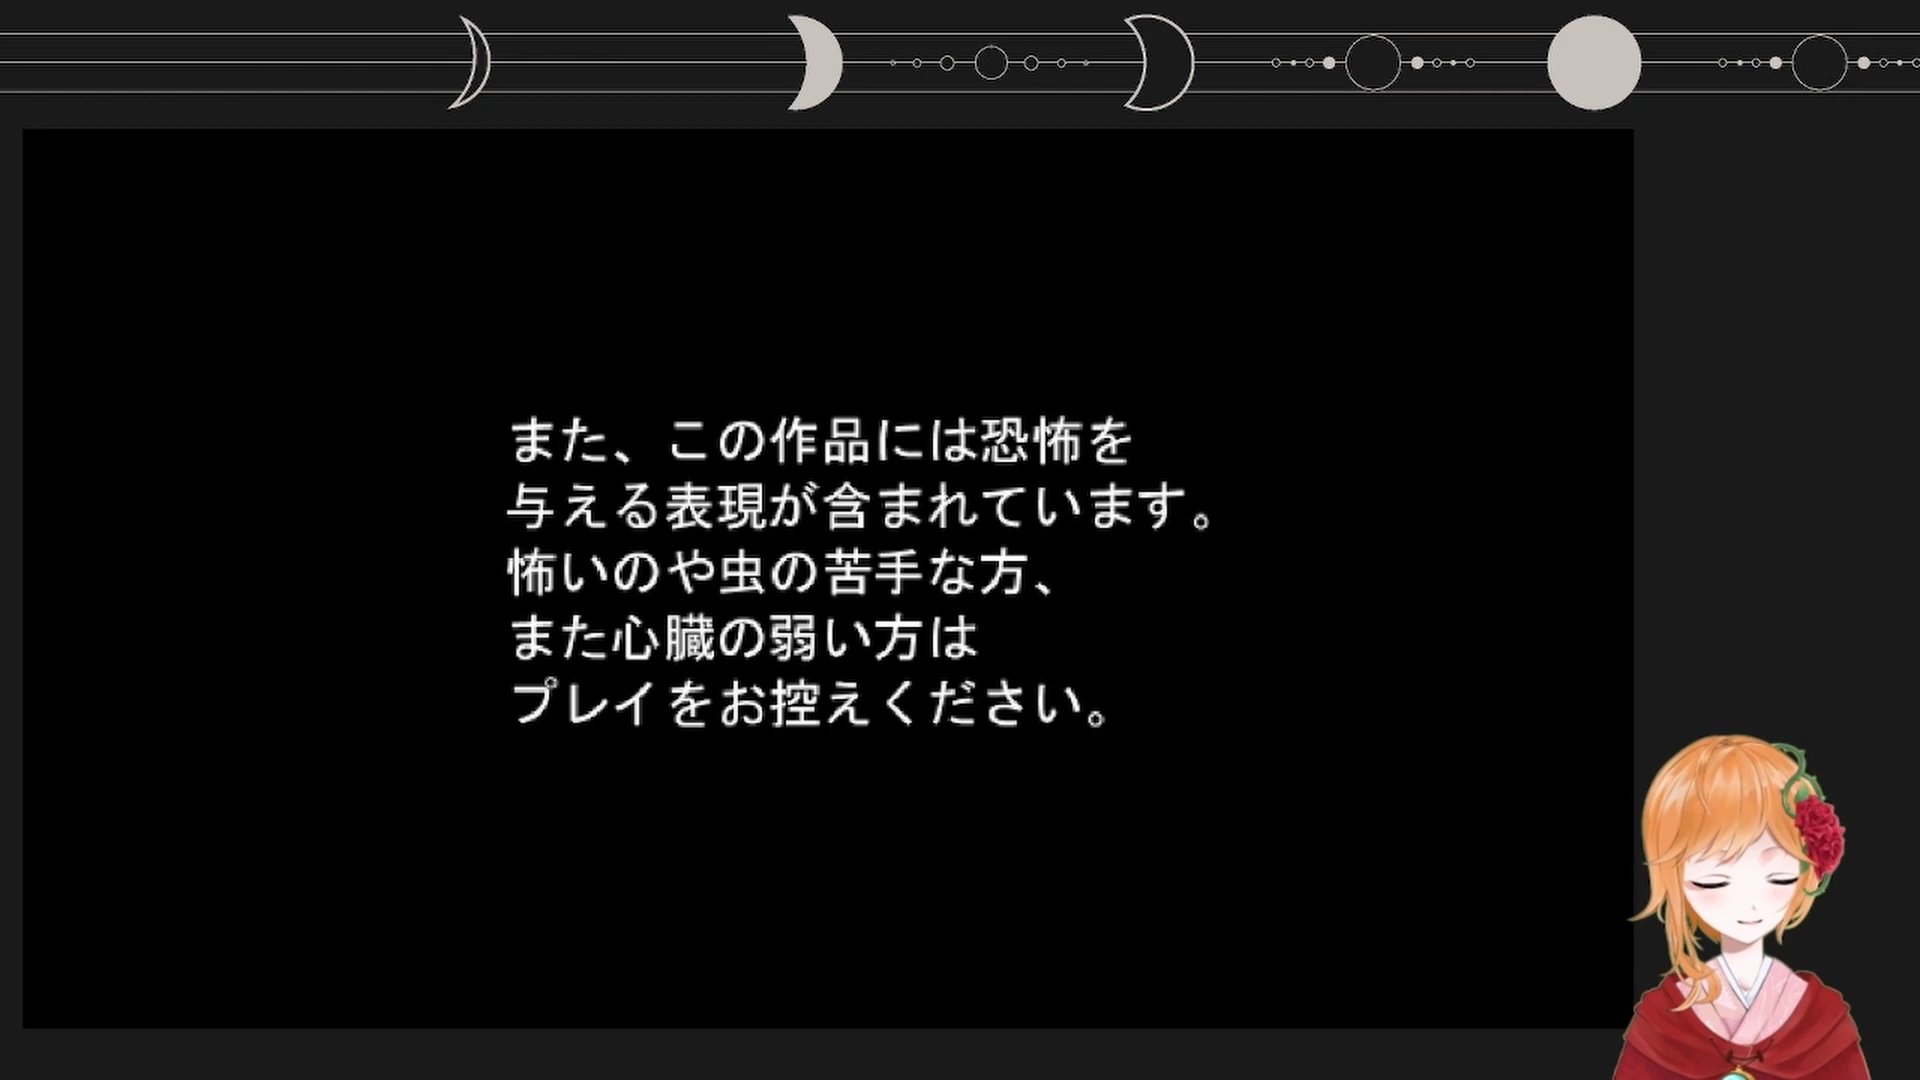 また、この作品には恐怖を
与える表現が含まれています。
怖いのや虫の苦手な方、
また心臓の弱い方は
プレイをお控えください。